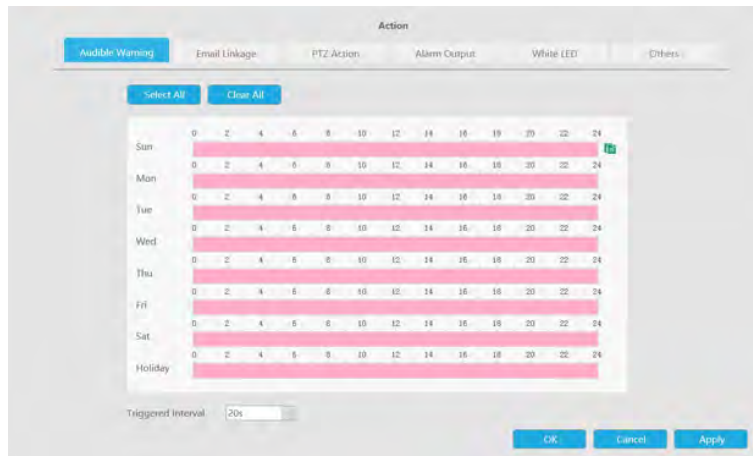 Action
Audible Warning Email Linkage PTZ Action Alarm Output White LED Others
Select All Clear All
0 2 4 6 8 10 12 14 16 18 20 22 24
Sun
0 2 4 6 8 10 12 14 16 18 20 22 24
Mon
0 2 4 6 8 10 12 14 16 18 20 22 24
Tue
0 2 4 6 8 10 12 14 16 18 20 22 24
Wed
0 2 4 6 8 10 12 14 16 18 20 22 24
Thu
0 2 4 6 8 10 12 14 16 18 20 22 24
Fri
0 2 4 6 8 10 12 14 16 18 20 22 24
Sat
0 2 4 6 8 10 12 14 16 18 20 22 24
Holiday
Triggered Interval 20s
OK Cancel Apply